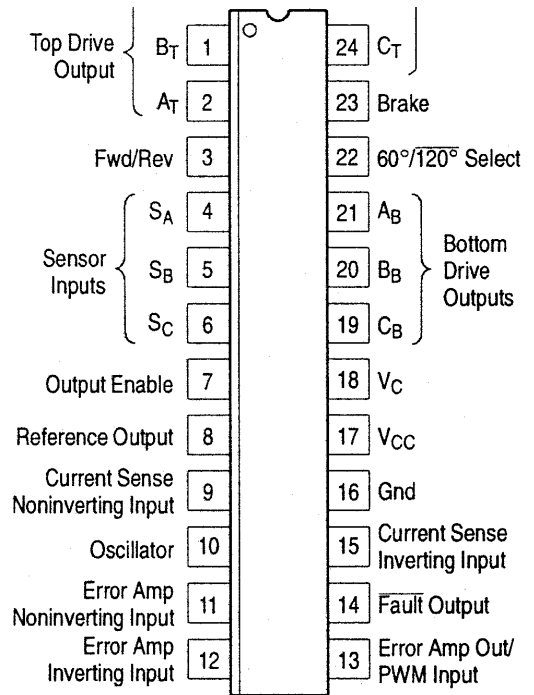 Top Drive
Output
B_T 1
A_T 2
Fwd/Rev 3
Sensor
Inputs
S_A 4
S_B 5
S_C 6
Output Enable 7
Reference Output 8
Current Sense
Noninverting Input 9
Oscillator 10
Error Amp
Noninverting Input 11
Error Amp
Inverting Input 12
24 C_T
23 Brake
22 60°/1̅2̅0̅°̅ Select
21 A_B
20 B_B
19 C_B
Bottom
Drive
Outputs
18 V_C
17 V_CC
16 Gnd
15 Current Sense
Inverting Input
14 F̅a̅u̅l̅t̅ Output
13 Error Amp Out/
PWM Input